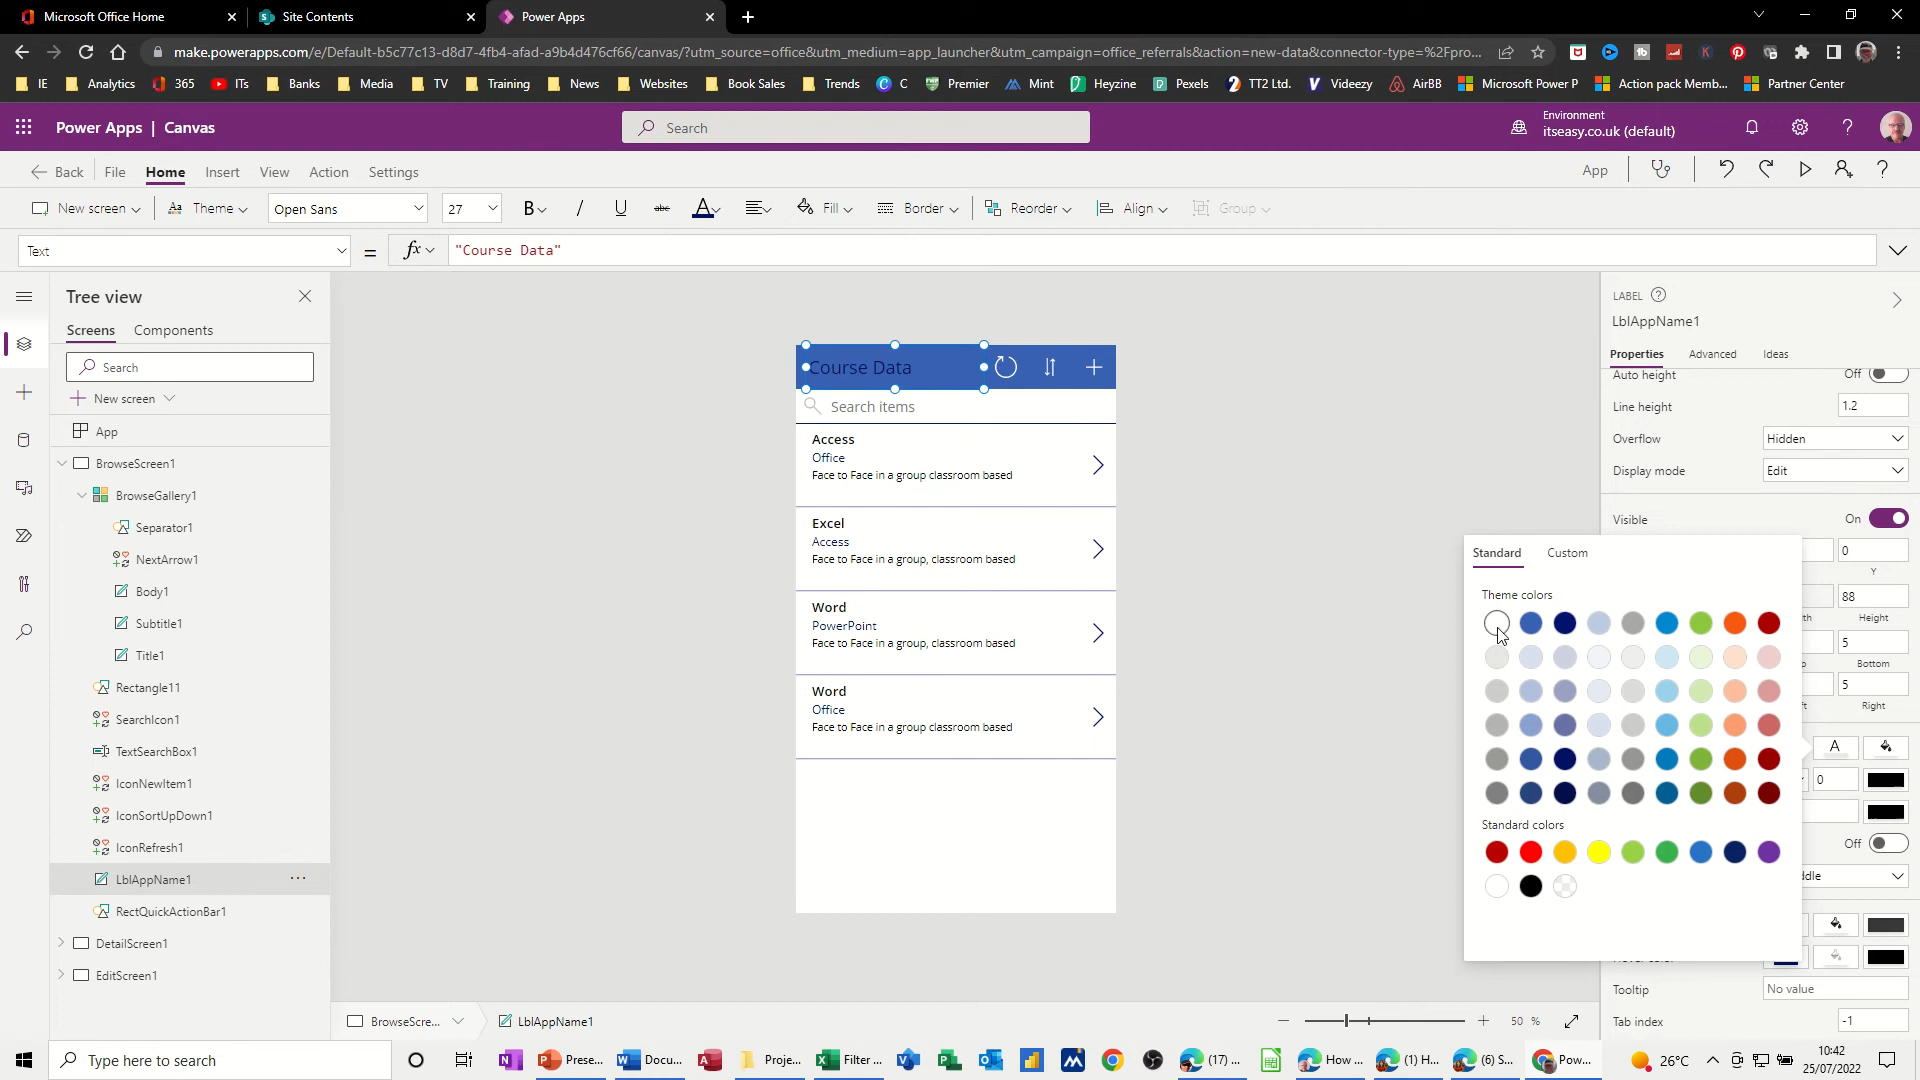 Microsoft Office Home
Site Contents
Power Apps
make.powerapps.com/e/Default-b5c77c13-d8d7-4fb4-afad-a9b4d476cf66/canvas/?utm_source=office&utm_medium=app_launcher&utm_campaign=office_referrals&action=new-data&connector-type=%2Fpro...
IE Analytics 365 ITs Banks Media TV Training News Websites Book Sales Trends C Premier Mint Heyzine Pexels TT2 Ltd. Videezy AirBB Microsoft Power P Action pack Memb... Partner Center
Power Apps | Canvas
Search
Environment
itseasy.co.uk (default)
Back File Home Insert View Action Settings App
New screen Theme Open Sans 27 B / U abc A Fill Border Reorder Align Group
Text = fx "Course Data"
Tree view
Screens Components
Search
New screen
App
BrowseScreen1
BrowseGallery1
Separator1
NextArrow1
Body1
Subtitle1
Title1
Rectangle11
SearchIcon1
TextSearchBox1
IconNewItem1
IconSortUpDown1
IconRefresh1
LblAppName1
RectQuickActionBar1
DetailScreen1
EditScreen1
Course Data
Search items
Access
Office
Face to Face in a group classroom based
Excel
Access
Face to Face in a group, classroom based
Word
PowerPoint
Face to Face in a group, classroom based
Word
Office
Face to Face in a group classroom based
LABEL
LblAppName1
Properties Advanced Ideas
Auto height Off
Line height 1.2
Overflow Hidden
Display mode Edit
Visible On
0
Y
88
Height
5
Bottom
5
Right
A
0
Off
ddle
Tooltip No value
Tab index -1
Standard Custom
Theme colors
Standard colors
BrowseScre... LblAppName1
50 %
Type here to search
Prese... Docu... Proje... Filter ... (17) ... How ... (1) H... (6) S... Pow...
26°C
10:42
25/07/2022